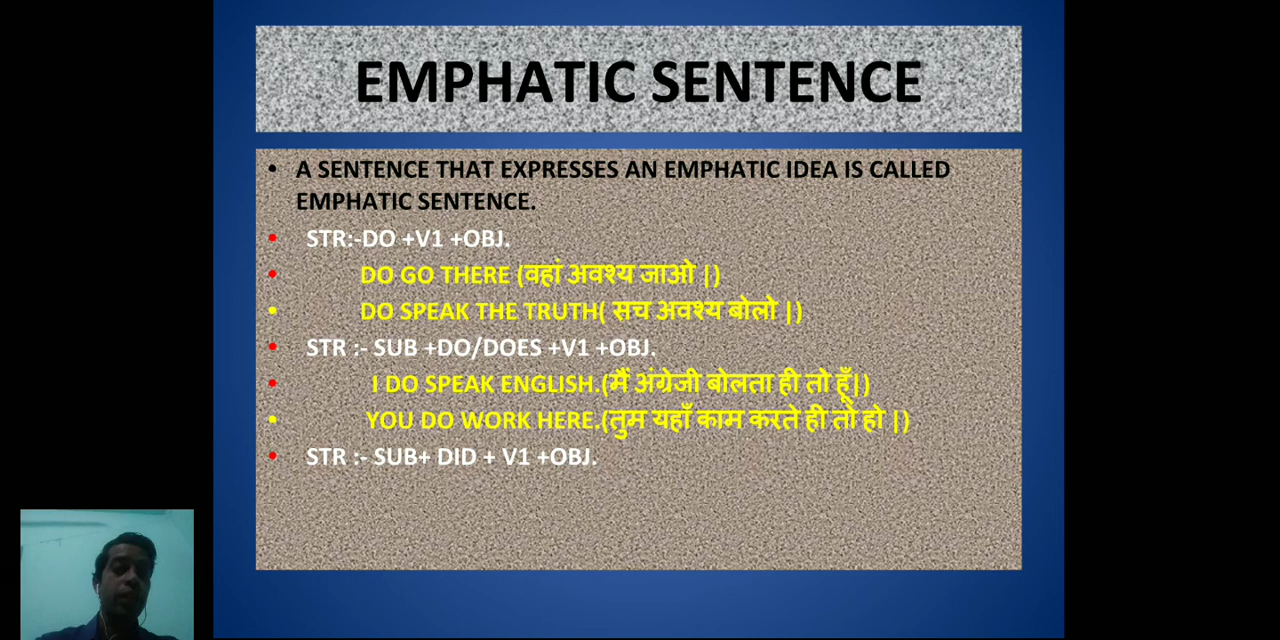 EMPHATIC SENTENCE
• A SENTENCE THAT EXPRESSES AN EMPHATIC IDEA IS CALLED
EMPHATIC SENTENCE.
• STR:-DO +V1 +OBJ.
• DO GO THERE (वहां अवश्य जाओ |)
• DO SPEAK THE TRUTH( सच अवश्य बोलो |)
• STR :- SUB +DO/DOES +V1 +OBJ.
• I DO SPEAK ENGLISH.(मैं अंग्रेजी बोलता ही तो हूँ|)
• YOU DO WORK HERE.(तुम यहाँ काम करते ही तो हो |)
• STR :- SUB+ DID + V1 +OBJ.